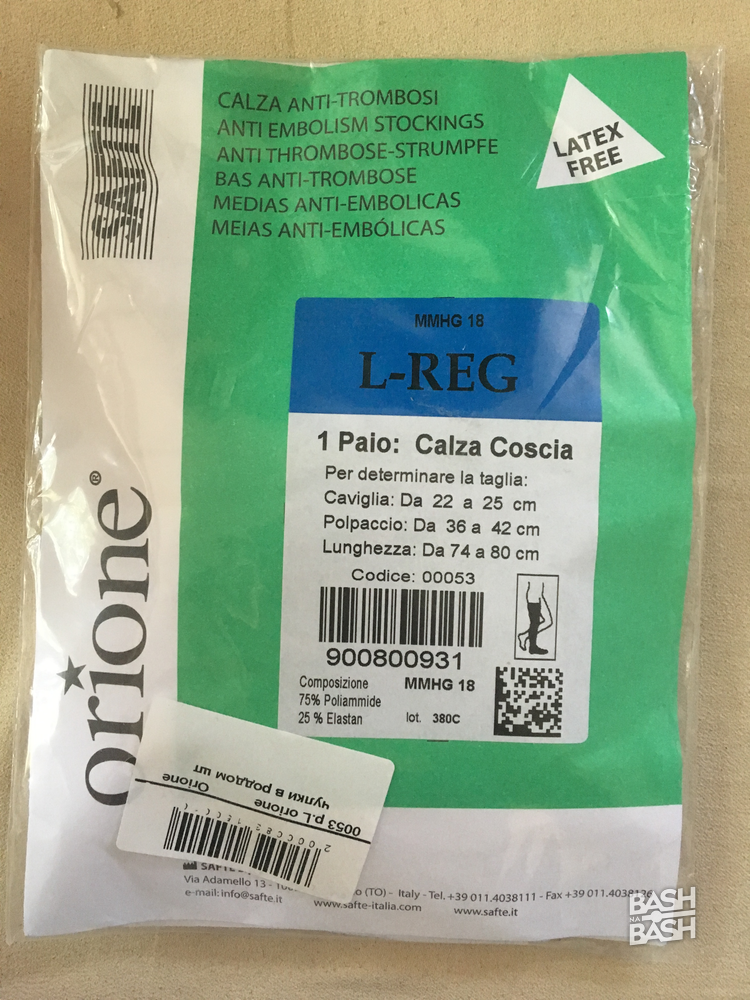 SAFTE
CALZA ANTI-TROMBOSI
ANTI EMBOLISM STOCKINGS
ANTI THROMBOSE-STRUMPFE
BAS ANTI-TROMBOSE
MEDIAS ANTI-EMBOLICAS
MEIAS ANTI-EMBÓLICAS
LATEX
FREE
MMHG 18
L-REG
1 Paio: Calza Coscia
Per determinare la taglia:
Caviglia: Da 22 a 25 cm
Polpaccio: Da 36 a 42 cm
Lunghezza: Da 74 a 80 cm
Codice: 00053
900800931
Composizione MMHG 18
75% Poliammide
25 % Elastan lot. 380C
orione®
0053 р.L orione
чулки в роддом шт
Orione
SAFTE
Via Adamello 13 - (TO) - Italy - Tel. +39 011.4038111 - Fax +39 011.4038136
e-mail: info@safte.it www.safte-italia.com www.safte.it
BASH
NA
BASH